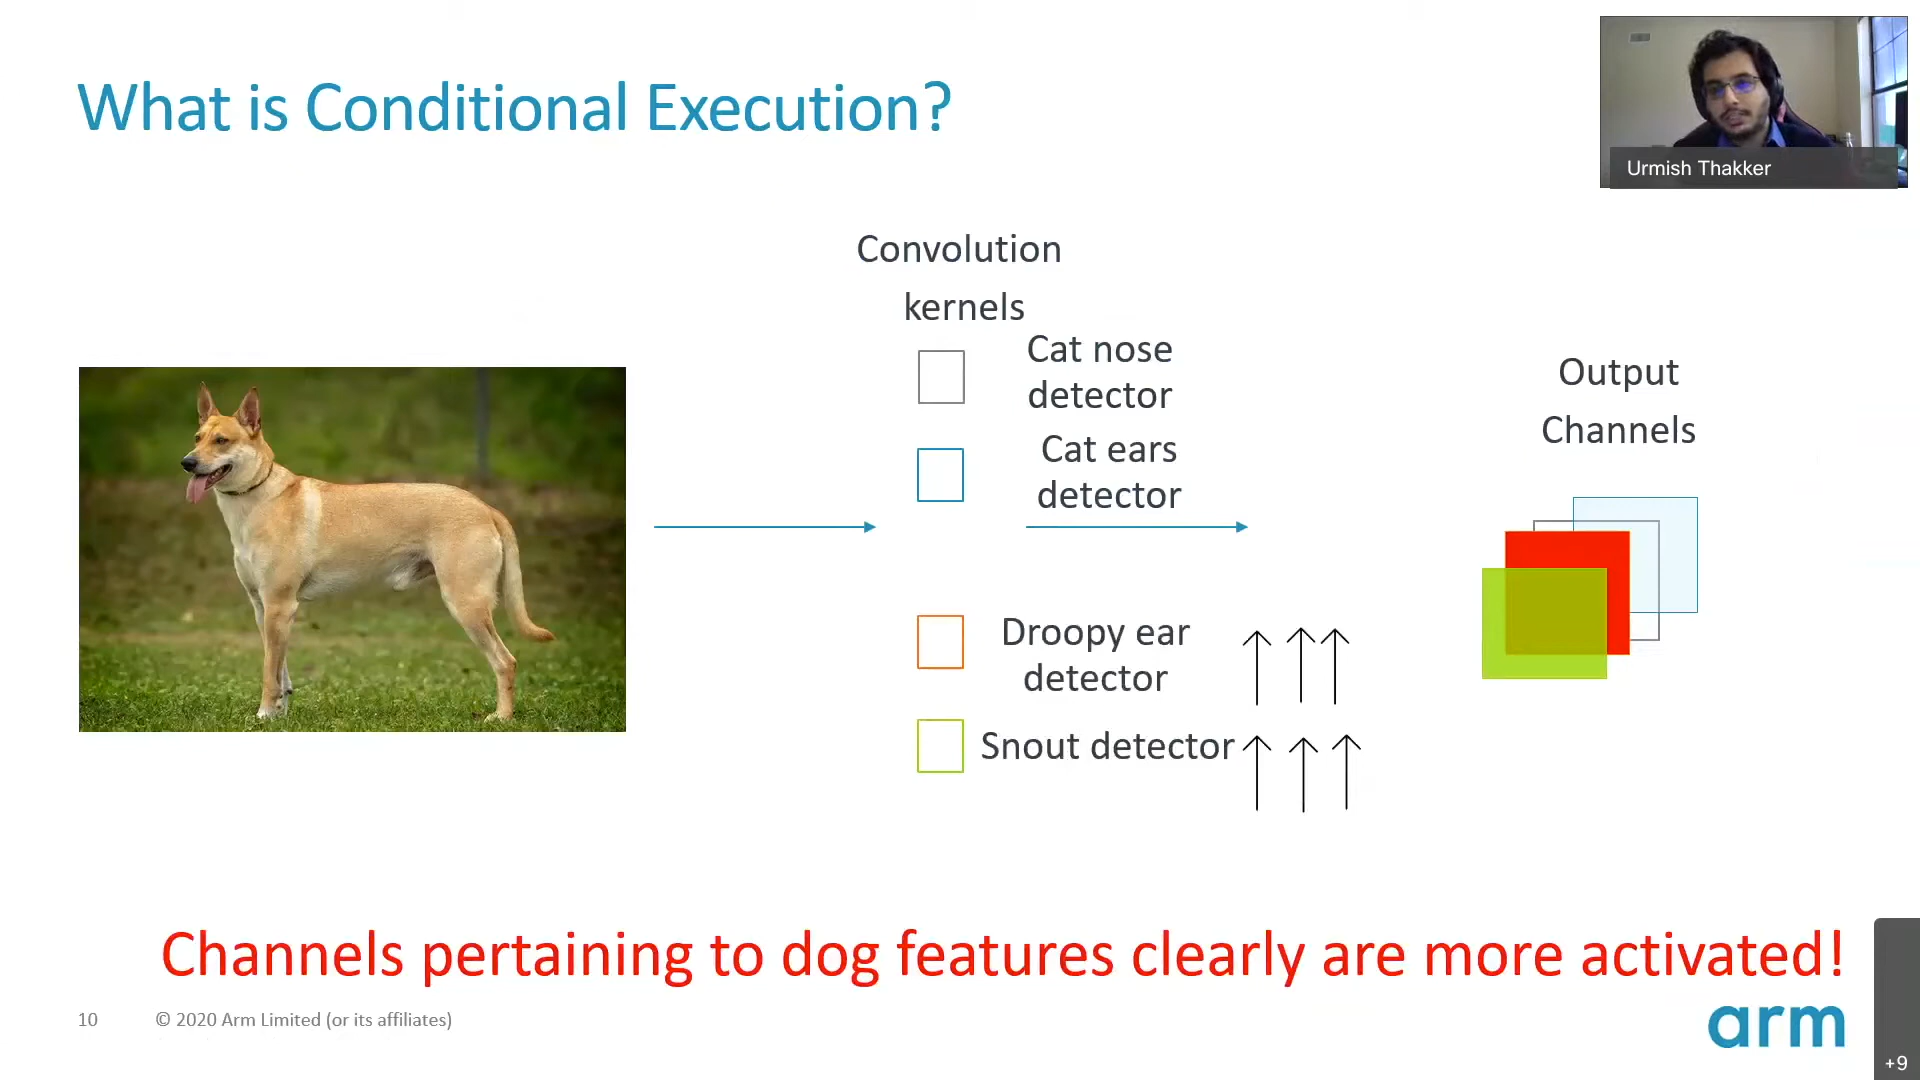 What is Conditional Execution?
Urmish Thakker
Convolution
kernels
Cat nose
detector
Cat ears
detector
Droopy ear
detector
Snout detector
Output
Channels
Channels pertaining to dog features clearly are more activated!
10
© 2020 Arm Limited (or its affiliates)
arm
+9